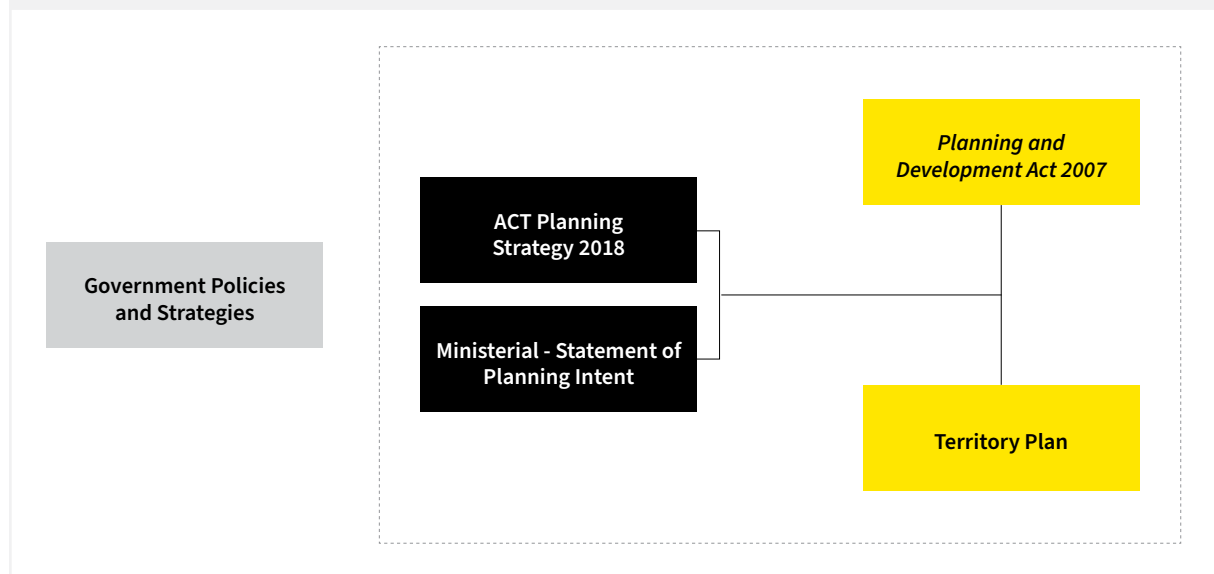 Government Policies
and Strategies
ACT Planning
Strategy 2018
Ministerial - Statement of
Planning Intent
Planning and
Development Act 2007
Territory Plan